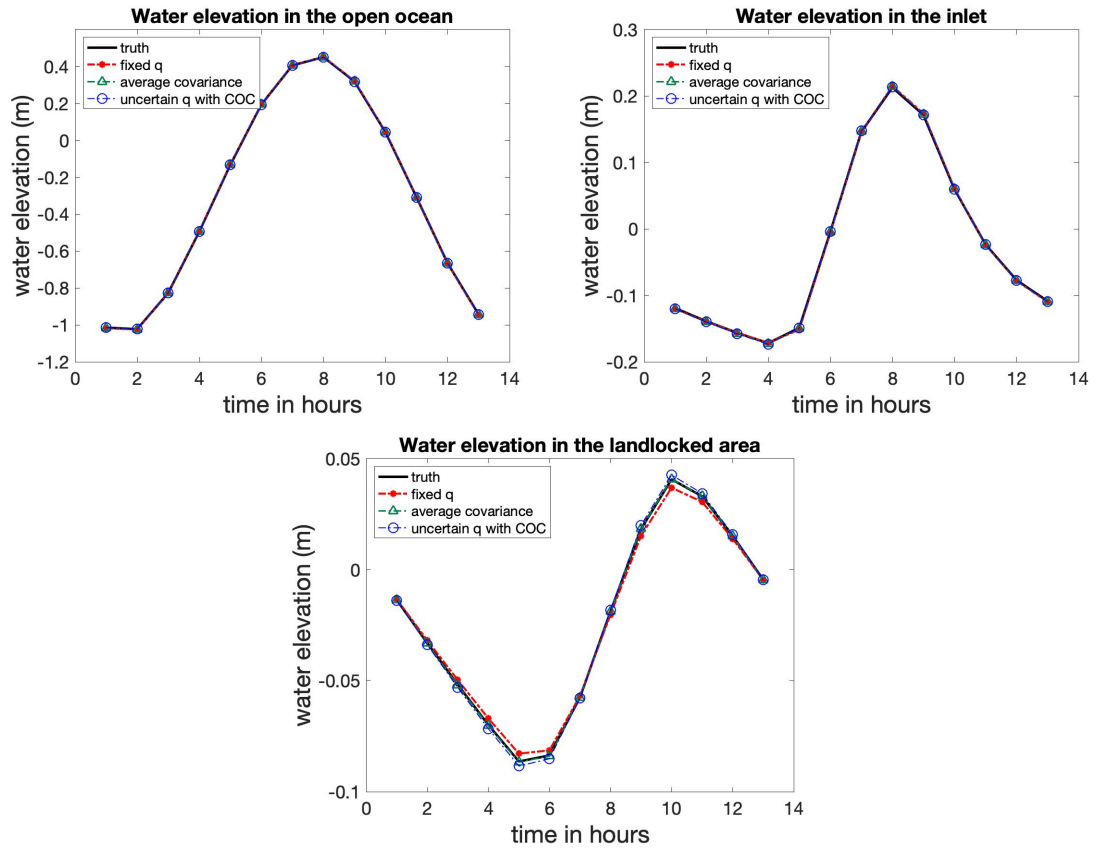 Water elevation in the open ocean
truth
fixed q
average covariance
uncertain q with COC
0.4
0.2
0
-0.2
-0.4
-0.6
-0.8
-1
-1.2
water elevation (m)
0 2 4 6 8 10 12 14
time in hours
Water elevation in the inlet
truth
fixed q
average covariance
uncertain q with COC
0.3
0.2
0.1
0
-0.1
-0.2
water elevation (m)
0 2 4 6 8 10 12 14
time in hours
Water elevation in the landlocked area
truth
fixed q
average covariance
uncertain q with COC
0.05
0
-0.05
-0.1
water elevation (m)
0 2 4 6 8 10 12 14
time in hours